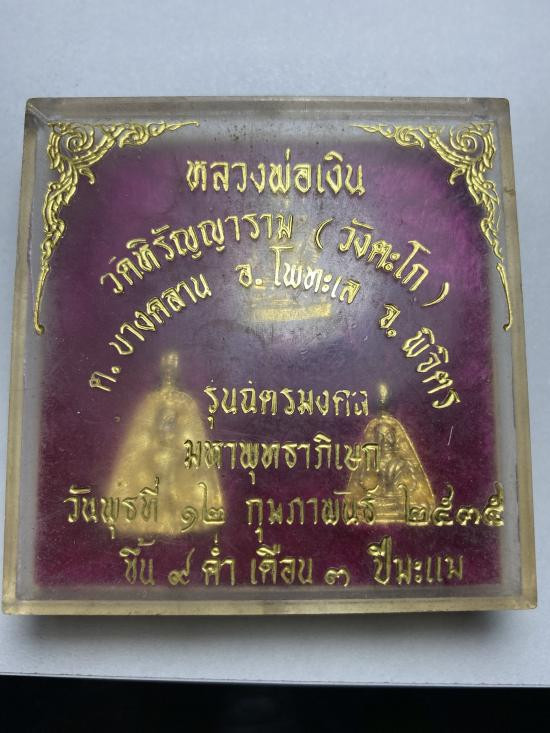 หลวงพ่อเงิน
วัดหิรัญญาราม (วังตะโก)
ต. บางคลาน อ. โพทะเล จ. พิจิตร
รุ่นฉัตรมงคล
มหาพุทธาภิเษก
วันพุธที่ ๑๒ กุมภาพันธ์ ๒๕๓๕
ขึ้น ๙ ค่ำ เดือน ๓ ปีมะแม